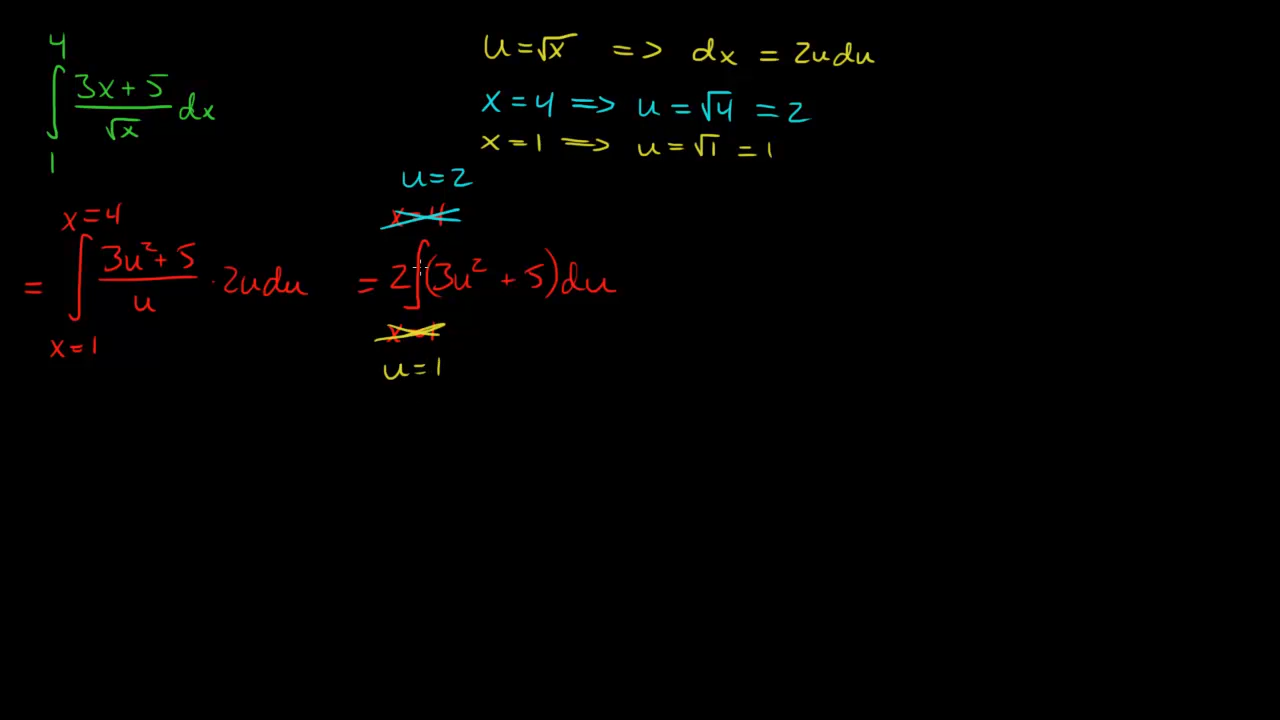 ∫₁⁴ (3x + 5)/√x dx
u = √x => dx = 2udu
x = 4 => u = √4 = 2
x = 1 => u = √1 = 1
= ∫_{x=1}^{x=4} (3u² + 5)/u · 2udu
u = 2
x = 4
= 2∫(3u² + 5)du
x = 1
u = 1